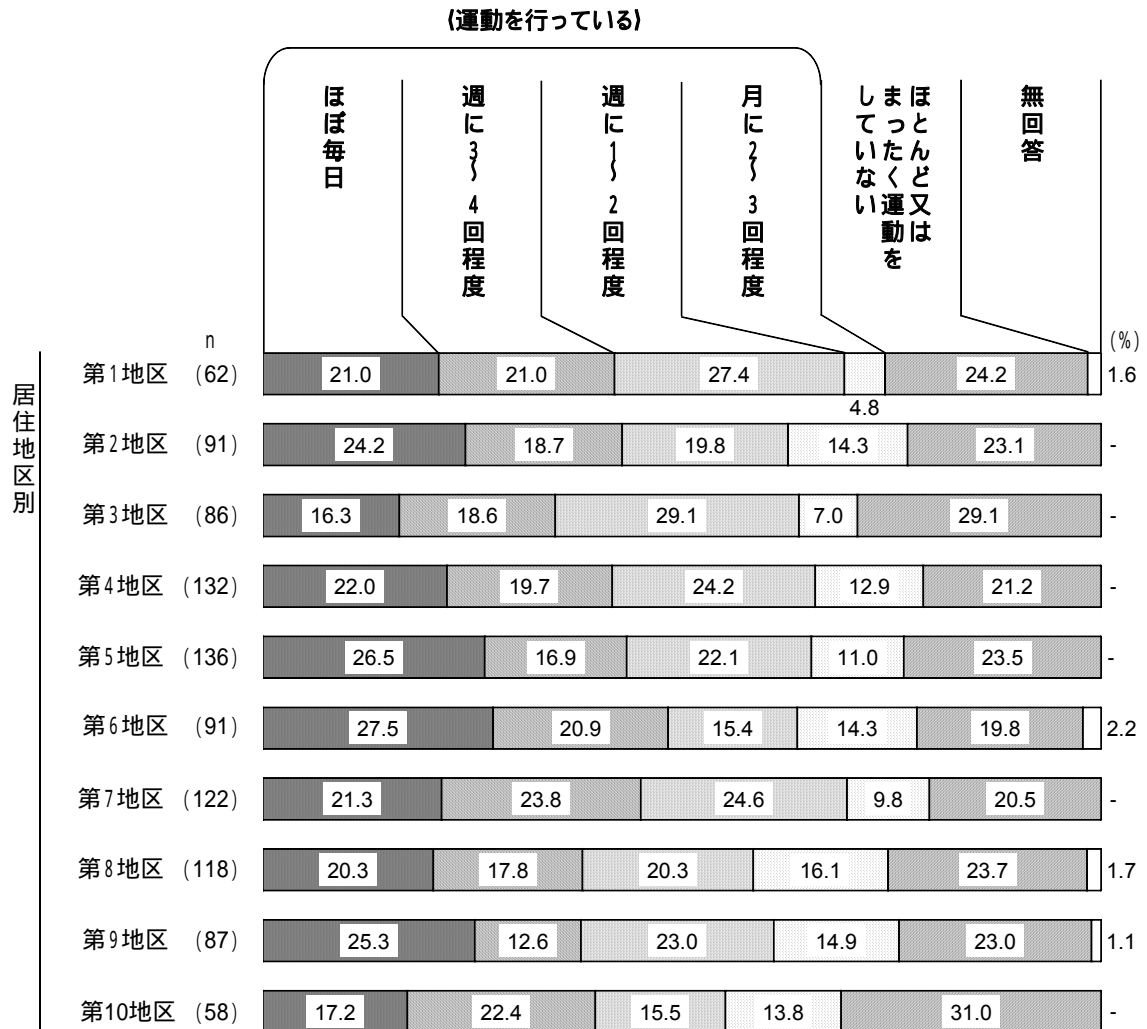 (運動を行っている)
ほぼ毎日
週に3〜4回程度
週に1〜2回程度
月に2〜3回程度
ほとんど又は
まったく運動を
していない
無回答
n
(%)
居住地区別
第1地区 (62) 21.0 21.0 27.4 4.8 24.2 1.6
第2地区 (91) 24.2 18.7 19.8 14.3 23.1 -
第3地区 (86) 16.3 18.6 29.1 7.0 29.1 -
第4地区 (132) 22.0 19.7 24.2 12.9 21.2 -
第5地区 (136) 26.5 16.9 22.1 11.0 23.5 -
第6地区 (91) 27.5 20.9 15.4 14.3 19.8 2.2
第7地区 (122) 21.3 23.8 24.6 9.8 20.5 -
第8地区 (118) 20.3 17.8 20.3 16.1 23.7 1.7
第9地区 (87) 25.3 12.6 23.0 14.9 23.0 1.1
第10地区 (58) 17.2 22.4 15.5 13.8 31.0 -